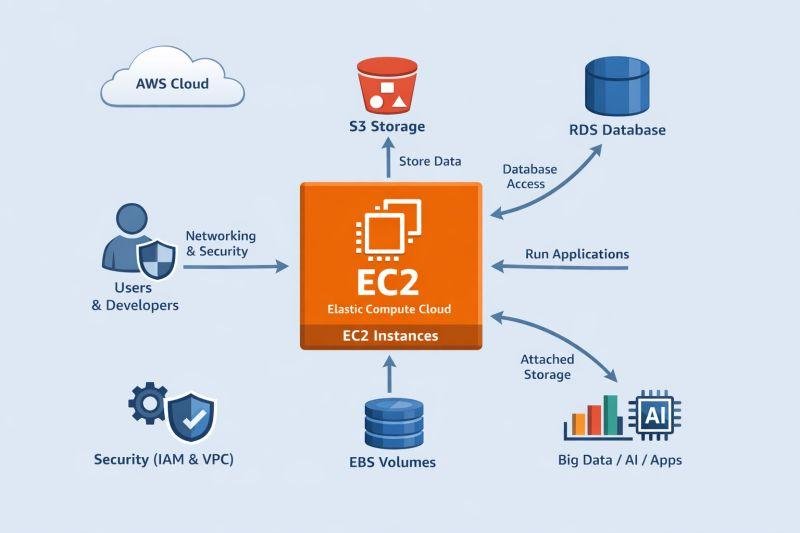 AWS Cloud
S3 Storage
RDS Database
Store Data
Database
Access
Networking
& Security
Users
& Developers
EC2
Elastic Compute Cloud
EC2 Instances
Run Applications
Attached
Storage
AI
Security (IAM & VPC)
EBS Volumes
Big Data / AI / Apps